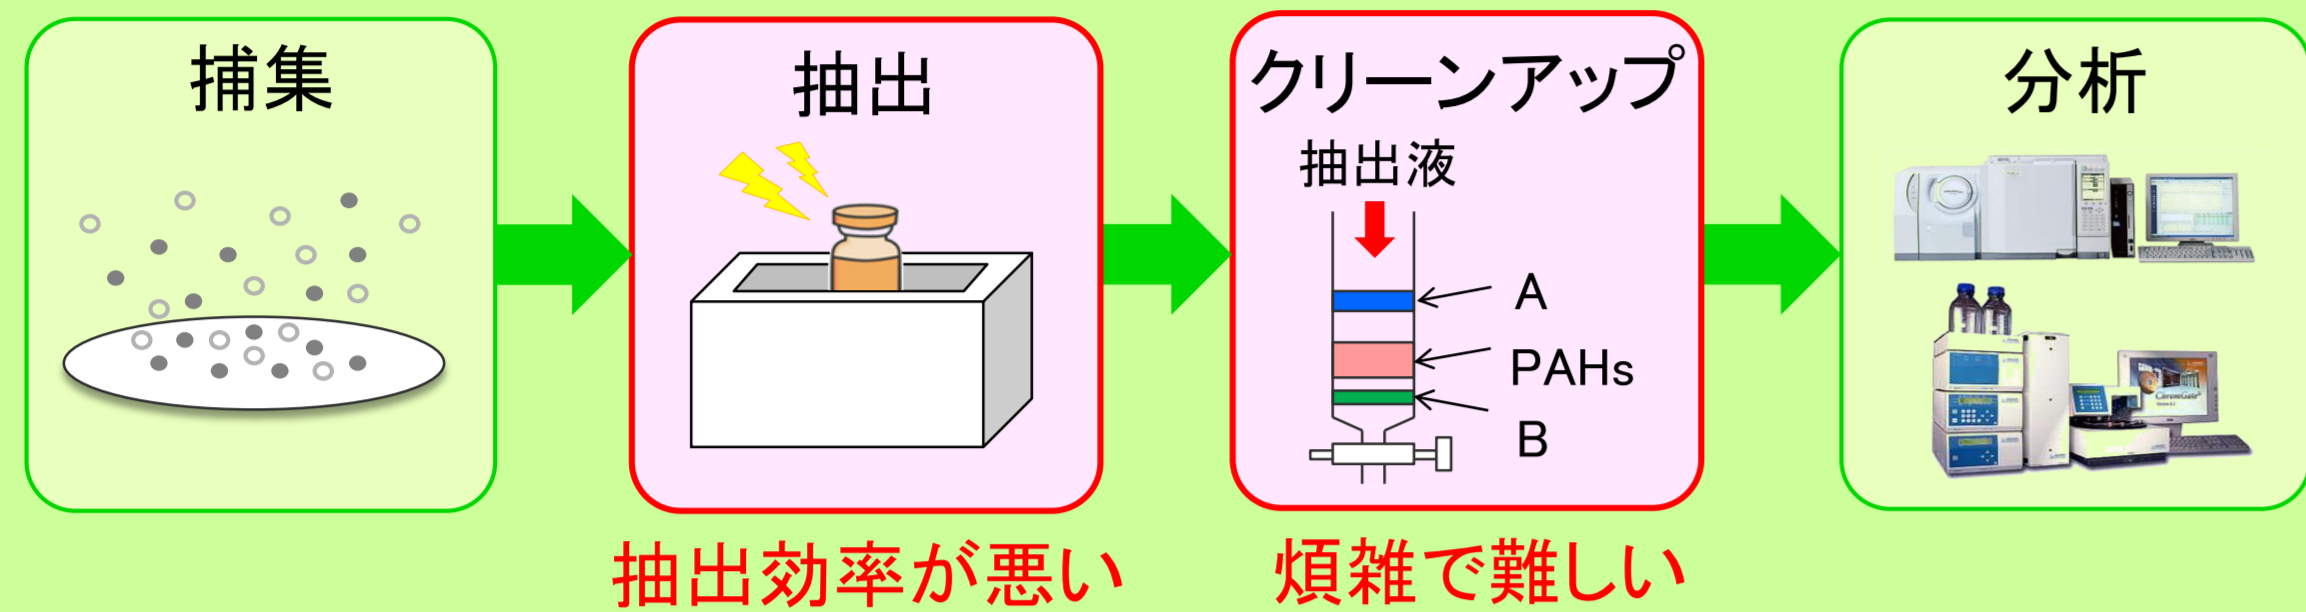 捕集
抽出
クリーンアップ
分析
抽出液
A
PAHs
B
ChromGate
抽出効率が悪い
煩雑で難しい